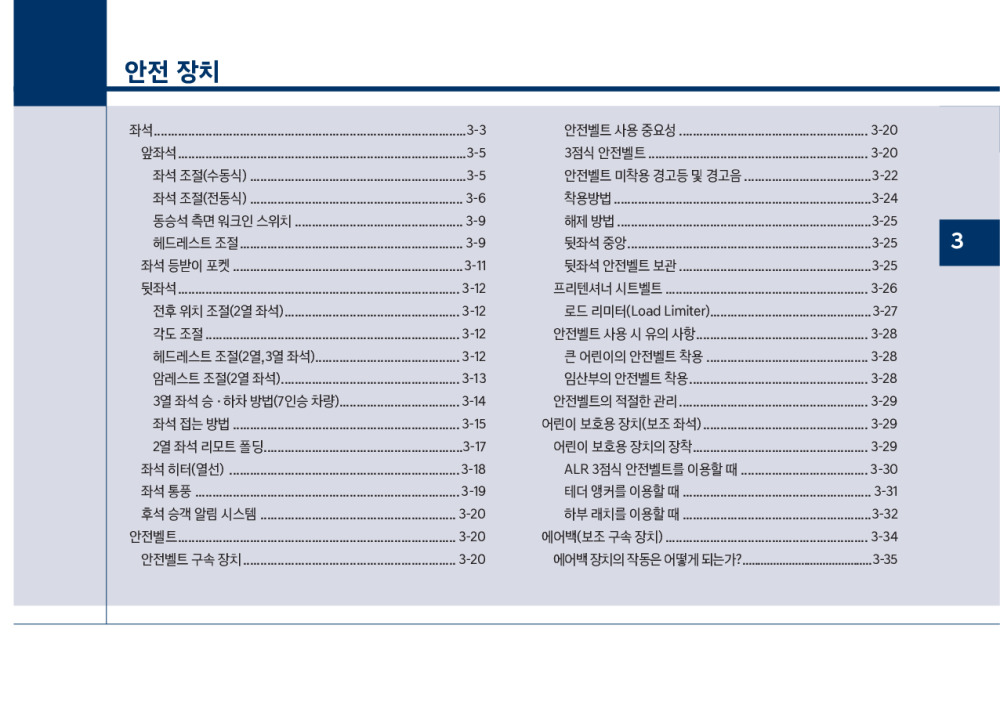 안전 장치
좌석 3-3
앞좌석 3-5
좌석 조절(수동식) 3-5
좌석 조절(전동식) 3-6
동승석 측면 워크인 스위치 3-9
헤드레스트 조절 3-9
좌석 등받이 포켓 3-11
뒷좌석 3-12
전후 위치 조절(2열 좌석) 3-12
각도 조절 3-12
헤드레스트 조절(2열,3열 좌석) 3-12
암레스트 조절(2열 좌석) 3-13
3열 좌석 승·하차 방법(7인승 차량) 3-14
좌석 접는 방법 3-15
2열 좌석 리모트 폴딩 3-17
좌석 히터(열선) 3-18
좌석 통풍 3-19
후석 승객 알림 시스템 3-20
안전벨트 3-20
안전벨트 구속 장치 3-20
안전벨트 사용 중요성 3-20
3점식 안전벨트 3-20
안전벨트 미착용 경고등 및 경고음 3-22
착용방법 3-24
해제 방법 3-25
뒷좌석 중앙 3-25
뒷좌석 안전벨트 보관 3-25
프리텐셔너 시트벨트 3-26
로드 리미터(Load Limiter) 3-27
안전벨트 사용 시 유의 사항 3-28
큰 어린이의 안전벨트 착용 3-28
임산부의 안전벨트 착용 3-28
안전벨트의 적절한 관리 3-29
어린이 보호용 장치(보조 좌석) 3-29
어린이 보호용 장치의 장착 3-29
ALR 3점식 안전벨트를 이용할 때 3-30
테더 앵커를 이용할 때 3-31
하부 래치를 이용할 때 3-32
에어백(보조 구속 장치) 3-34
에어백 장치의 작동은 어떻게 되는가? 3-35
3